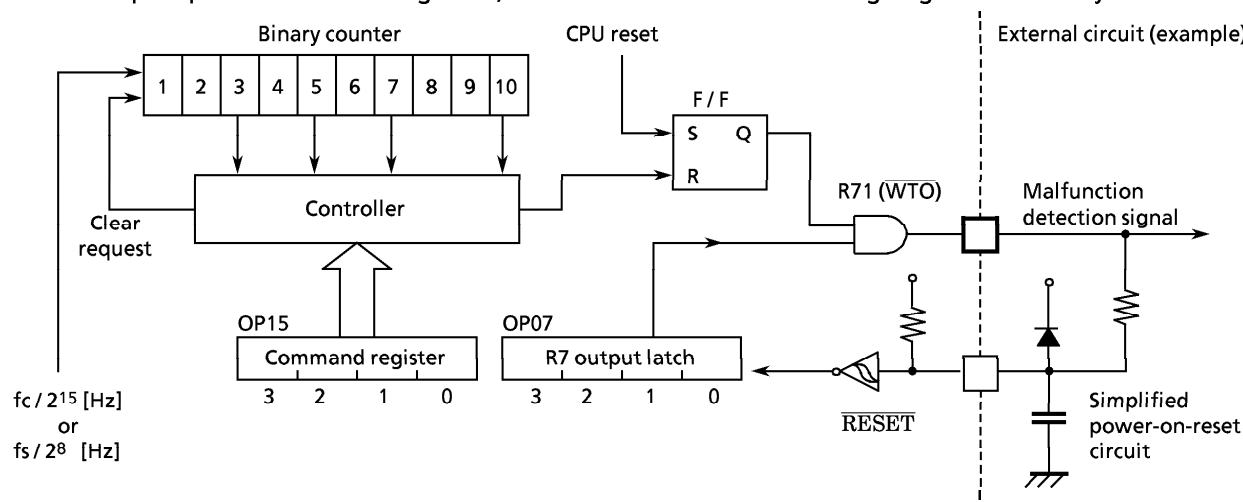 Binary counter
CPU reset
External circuit (example)
1 2 3 4 5 6 7 8 9 10
F / F
S Q
R
R71 (W̅T̅O̅)
Malfunction
detection signal
Controller
Clear
request
OP15
OP07
Command register
R7 output latch
3 2 1 0
3 2 1 0
fc / 2¹⁵ [Hz]
or
fs / 2⁸ [Hz]
R̅E̅S̅E̅T̅
Simplified
power-on-reset
circuit